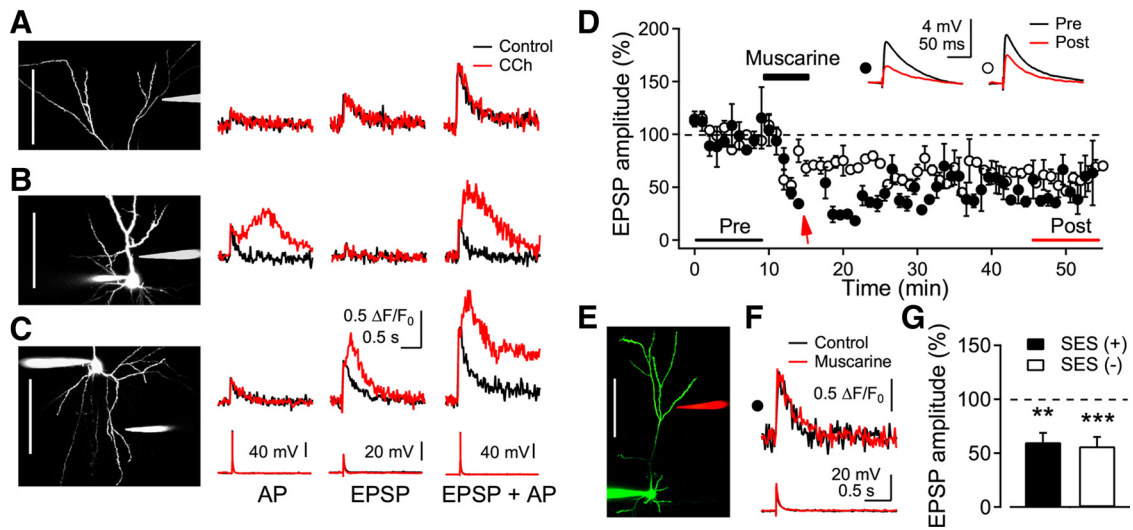 A
Control
CCh
B
C
0.5 ΔF/F0
0.5 s
40 mV
20 mV
40 mV
AP
EPSP
EPSP + AP
D
EPSP amplitude (%)
200
150
100
50
0
Muscarine
4 mV
50 ms
Pre
Post
Pre
Post
0
10
20
30
40
50
Time (min)
E
F
Control
Muscarine
0.5 ΔF/F0
20 mV
0.5 s
G
EPSP amplitude (%)
150
100
50
0
SES (+)
SES (-)
**
***